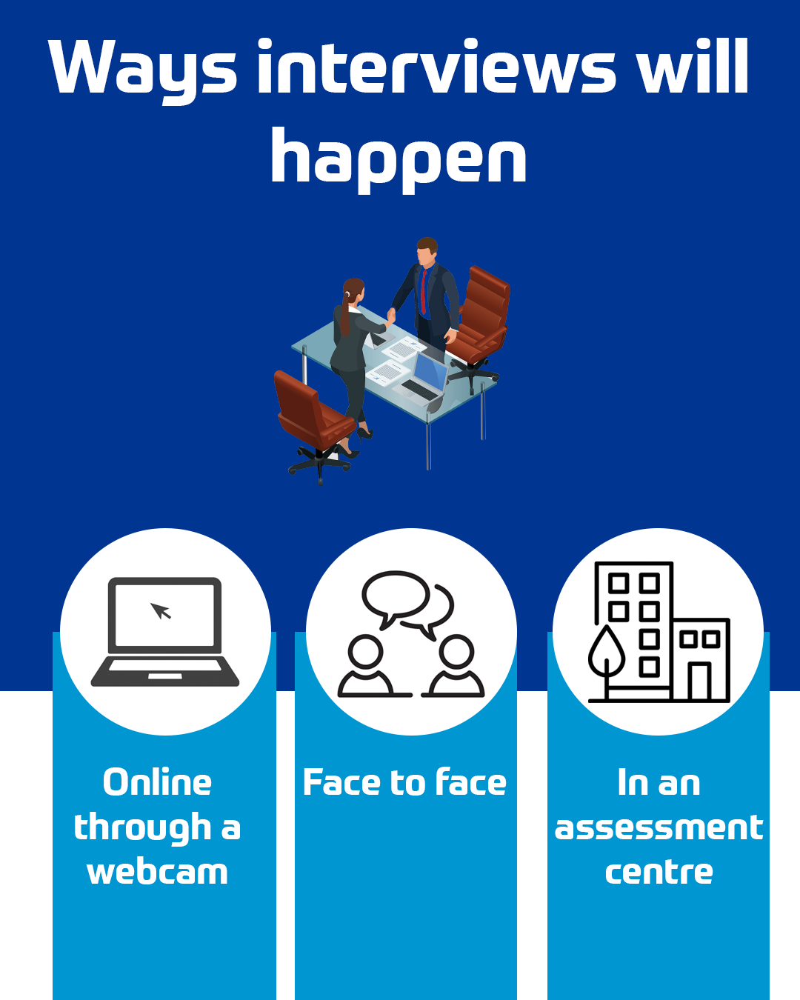 Ways interviews will
happen
Online
through a
webcam
Face to face
In an
assessment
centre